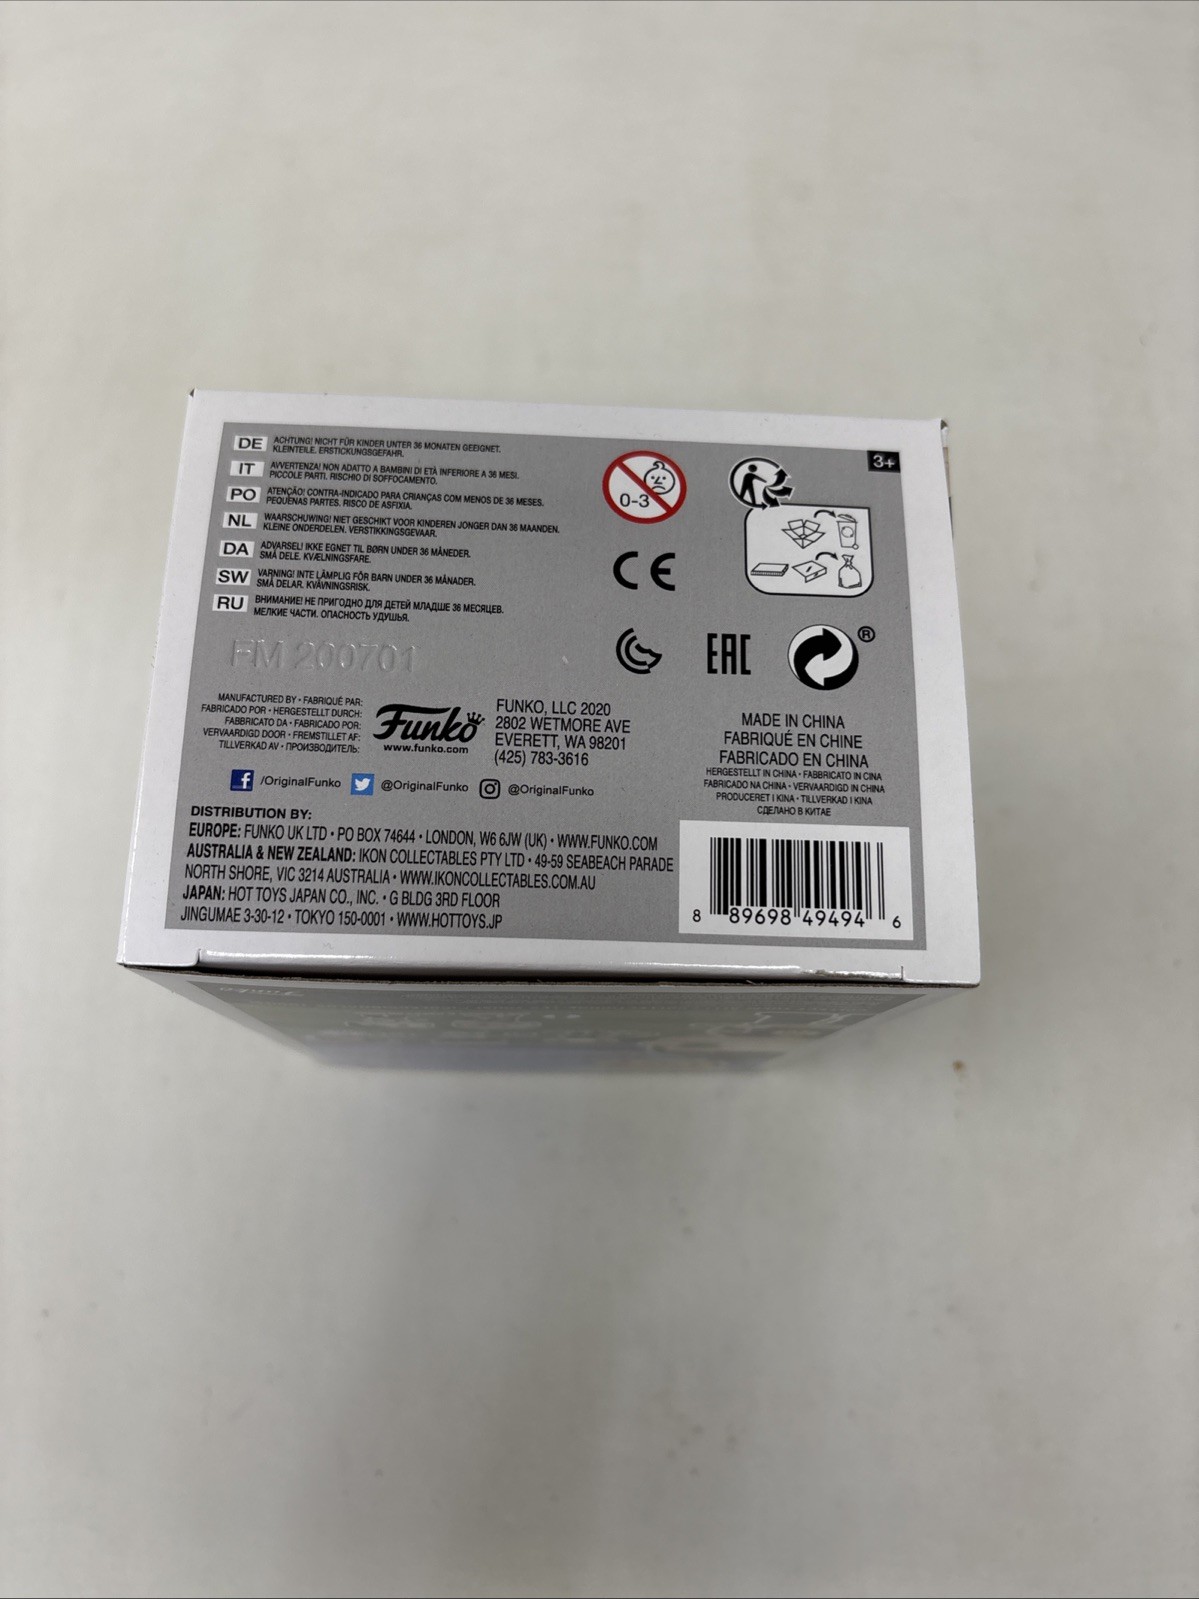 DE ACHTUNG! NICHT FÜR KINDER UNTER 36 MONATEN GEEIGNET.
KLEINTEILE. ERSTICKUNGSGEFAHR.
IT AVVERTENZA! NON ADATTO A BAMBINI DI ETÀ INFERIORE A 36 MESI.
PICCOLE PARTI. RISCHIO DI SOFFOCAMENTO.
PO ATENÇÃO! CONTRA-INDICADO PARA CRIANÇAS COM MENOS DE 36 MESES.
PEQUENAS PARTES. RISCO DE ASFIXIA.
NL WAARSCHUWING! NIET GESCHIKT VOOR KINDEREN JONGER DAN 36 MAANDEN.
KLEINE ONDERDELEN. VERSTIKKINGSGEVAAR.
DA ADVARSEL! IKKE EGNET TIL BØRN UNDER 36 MÅNEDER.
SMÅ DELE. KVÆLNINGSFARE.
SW VARNING! INTE LÄMPLIG FÖR BARN UNDER 36 MÅNADER.
SMÅ DELAR. KVÄVNINGSRISK.
RU ВНИМАНИЕ! НЕ ПРИГОДНО ДЛЯ ДЕТЕЙ МЛАДШЕ 36 МЕСЯЦЕВ.
МЕЛКИЕ ЧАСТИ. ОПАСНОСТЬ УДУШЬЯ.
0-3
3+
CE
EAC
®
FM 200701
MANUFACTURED BY • FABRIQUÉ PAR:
FABRICADO POR • HERGESTELLT DURCH:
FABBRICATO DA • FABRICADO POR:
VERVAARDIGD DOOR • FREMSTILLET AF:
TILLVERKAD AV • ПРОИЗВОДИТЕЛЬ:
Funko
www.funko.com
FUNKO, LLC 2020
2802 WETMORE AVE
EVERETT, WA 98201
(425) 783-3616
/OriginalFunko @OriginalFunko @OriginalFunko
MADE IN CHINA
FABRIQUÉ EN CHINE
FABRICADO EN CHINA
HERGESTELLT IN CHINA • FABBRICATO IN CINA
FABRICADO NA CHINA • VERVAARDIGD IN CHINA
PRODUCERET I KINA • TILLVERKAD I KINA
СДЕЛАНО В КИТАЕ
DISTRIBUTION BY:
EUROPE: FUNKO UK LTD • PO BOX 74644 • LONDON, W6 6JW (UK) • WWW.FUNKO.COM
AUSTRALIA & NEW ZEALAND: IKON COLLECTABLES PTY LTD • 49-59 SEABEACH PARADE
NORTH SHORE, VIC 3214 AUSTRALIA • WWW.IKONCOLLECTABLES.COM.AU
JAPAN: HOT TOYS JAPAN CO., INC. • G BLDG 3RD FLOOR
JINGUMAE 3-30-12 • TOKYO 150-0001 • WWW.HOTTOYS.JP
8 89698 49494 6